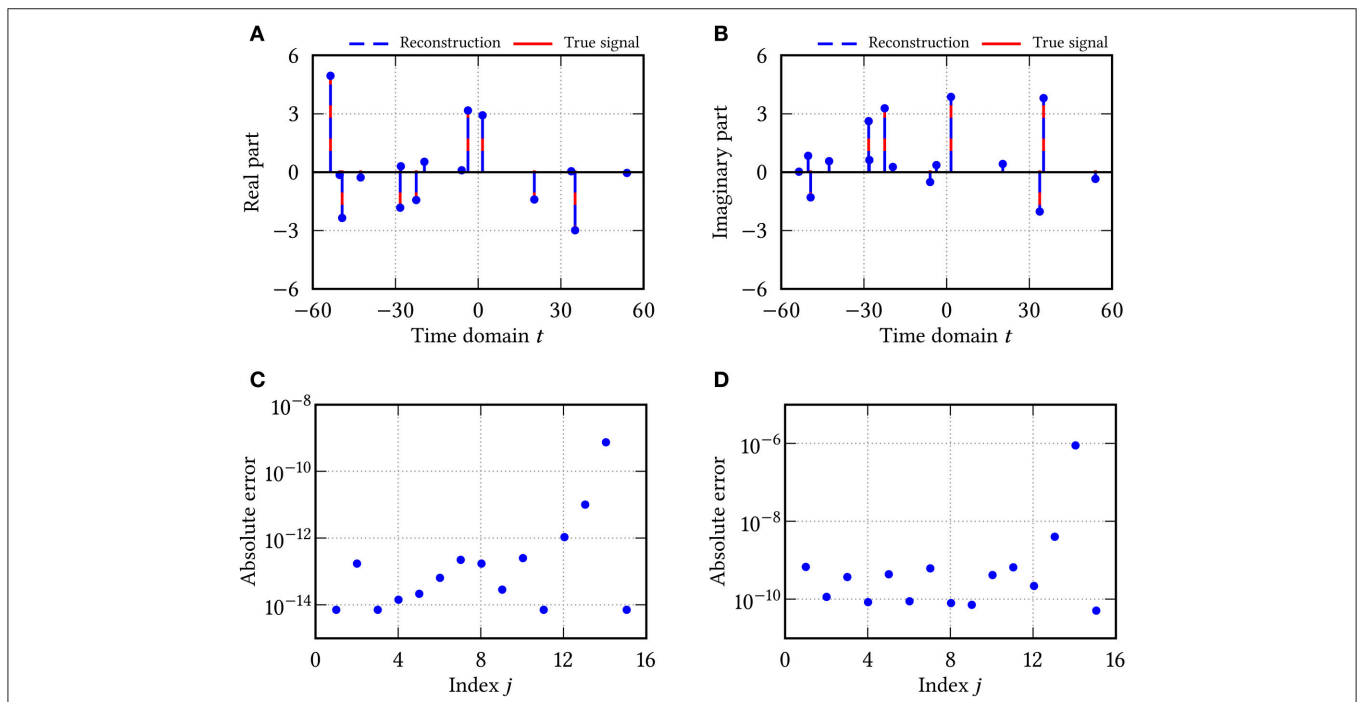 A
Reconstruction True signal
6
3
0
−3
−6
Real part
−60 −30 0 30 60
Time domain t
B
Reconstruction True signal
6
3
0
−3
−6
Imaginary part
−60 −30 0 30 60
Time domain t
C
10⁻⁸
10⁻¹⁰
10⁻¹²
10⁻¹⁴
Absolute error
0 4 8 12 16
Index j
D
10⁻⁶
10⁻⁸
10⁻¹⁰
Absolute error
0 4 8 12 16
Index j